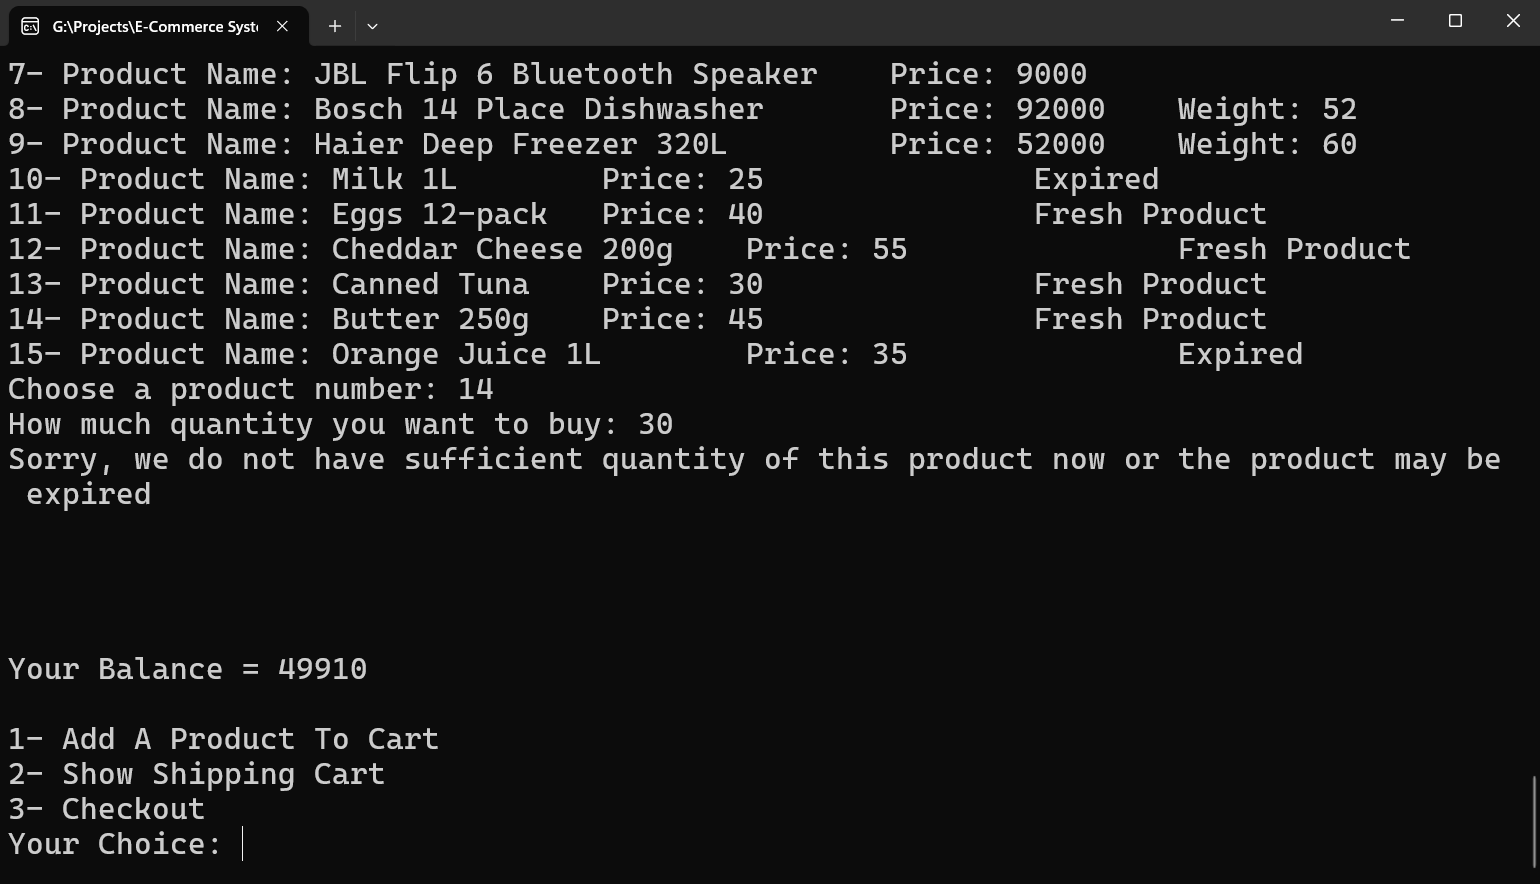 G:\Projects\E-Commerce Syst
7- Product Name: JBL Flip 6 Bluetooth Speaker    Price: 9000
8- Product Name: Bosch 14 Place Dishwasher       Price: 92000    Weight: 52
9- Product Name: Haier Deep Freezer 320L         Price: 52000    Weight: 60
10- Product Name: Milk 1L        Price: 25               Expired
11- Product Name: Eggs 12-pack   Price: 40               Fresh Product
12- Product Name: Cheddar Cheese 200g    Price: 55               Fresh Product
13- Product Name: Canned Tuna    Price: 30               Fresh Product
14- Product Name: Butter 250g    Price: 45               Fresh Product
15- Product Name: Orange Juice 1L        Price: 35               Expired
Choose a product number: 14
How much quantity you want to buy: 30
Sorry, we do not have sufficient quantity of this product now or the product may be
 expired
Your Balance = 49910
1- Add A Product To Cart
2- Show Shipping Cart
3- Checkout
Your Choice: